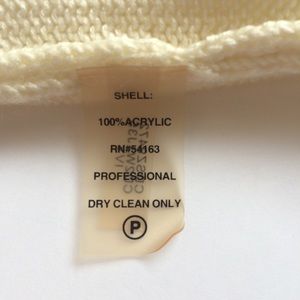 SHELL:
100% ACRYLIC
RN#54163
PROFESSIONAL
DRY CLEAN ONLY
P